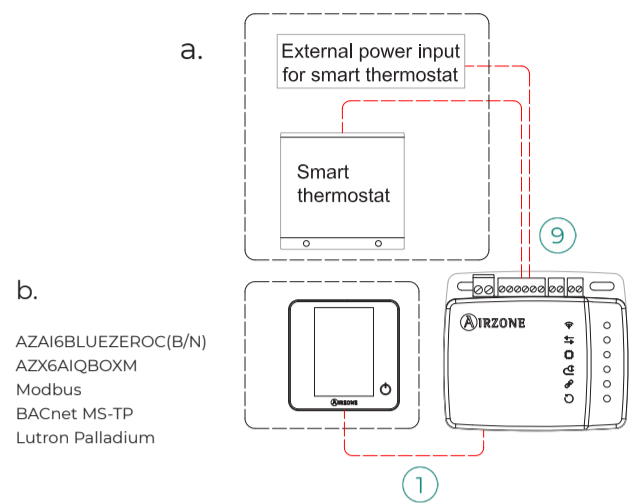 a.
External power input
for smart thermostat
Smart
thermostat
9
b.
AZAI6BLUEZEROC(B/N)
AZX6AIQBOXM
Modbus
BACnet MS-TP
Lutron Palladium
AIRZONE
AIRZONE
1